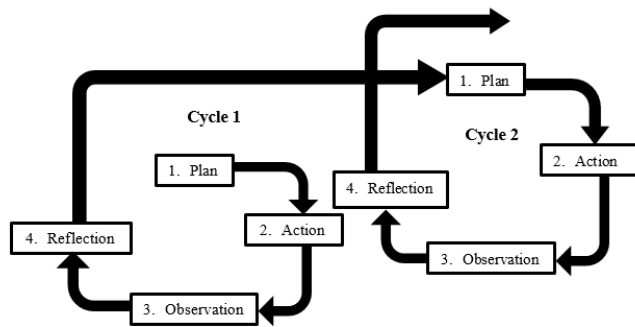 Cycle 1
1. Plan
2. Action
3. Observation
4. Reflection
Cycle 2
1. Plan
2. Action
3. Observation
4. Reflection